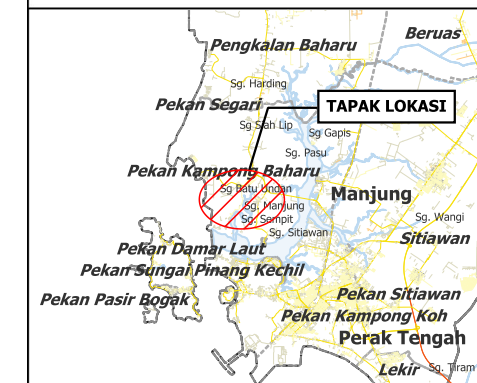 Beruas
Pengkalan Baharu
Sg. Harding
Pekan Segari
TAPAK LOKASI
Sg Siah Lip
Sg Gapis
Sg. Pasu
Pekan Kampong Baharu
Sg Batu Undan
Manjung
Sg. Manjung
Sg. Sempit
Sg. Wangi
Sg. Sitiawan
Sitiawan
Pekan Damar Laut
Pekan Sungai Pinang Kechil
Pekan Pasir Bogak
Pekan Sitiawan
Pekan Kampong Koh
Perak Tengah
Lekir
Sg. Tiram